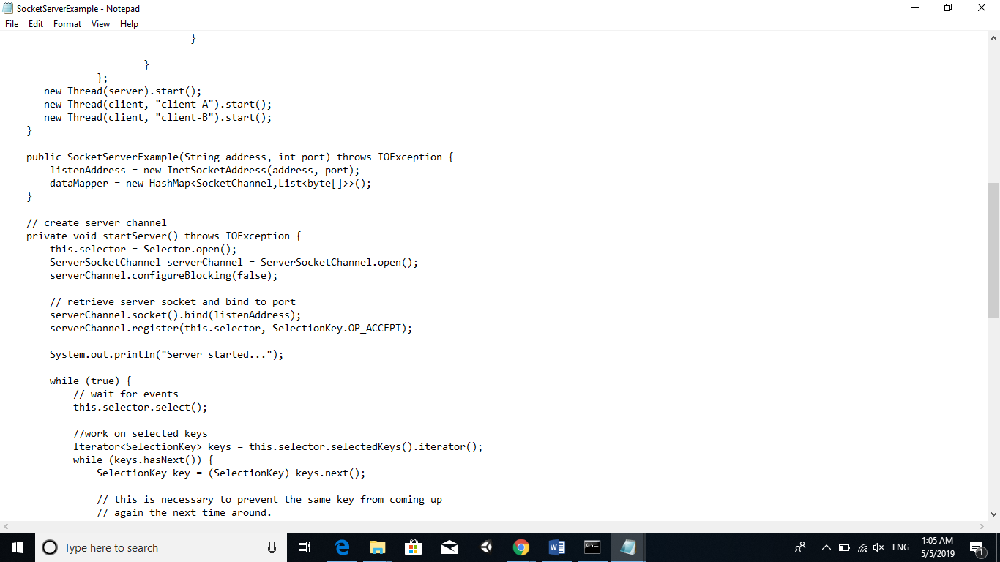 SocketServerExample - Notepad
File Edit Format View Help
}
}
};
new Thread(server).start();
new Thread(client, "client-A").start();
new Thread(client, "client-B").start();
}
public SocketServerExample(String address, int port) throws IOException {
listenAddress = new InetSocketAddress(address, port);
dataMapper = new HashMap<SocketChannel,List<byte[]>>();
}
// create server channel
private void startServer() throws IOException {
this.selector = Selector.open();
ServerSocketChannel serverChannel = ServerSocketChannel.open();
serverChannel.configureBlocking(false);
// retrieve server socket and bind to port
serverChannel.socket().bind(listenAddress);
serverChannel.register(this.selector, SelectionKey.OP_ACCEPT);
System.out.println("Server started...");
while (true) {
// wait for events
this.selector.select();
//work on selected keys
Iterator<SelectionKey> keys = this.selector.selectedKeys().iterator();
while (keys.hasNext()) {
SelectionKey key = (SelectionKey) keys.next();
// this is necessary to prevent the same key from coming up
// again the next time around.
Type here to search
ENG
1:05 AM
5/5/2019
1